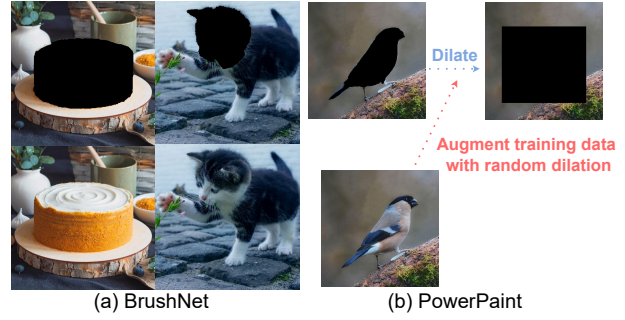 Dilate
Augment training data
with random dilation
(a) BrushNet
(b) PowerPaint